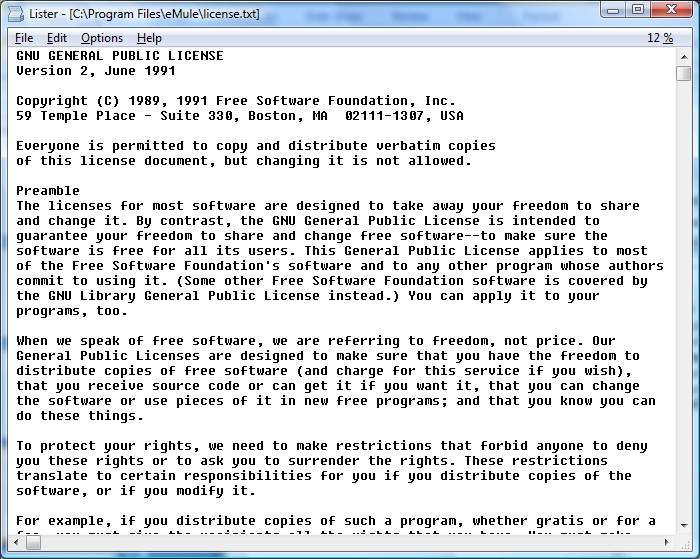 Lister - [C:\Program Files\eMule\license.txt]
File Edit Options Help 12 %
GNU GENERAL PUBLIC LICENSE
Version 2, June 1991
Copyright (C) 1989, 1991 Free Software Foundation, Inc.
59 Temple Place - Suite 330, Boston, MA  02111-1307, USA
Everyone is permitted to copy and distribute verbatim copies
of this license document, but changing it is not allowed.
Preamble
The licenses for most software are designed to take away your freedom to share
and change it. By contrast, the GNU General Public License is intended to
guarantee your freedom to share and change free software--to make sure the
software is free for all its users. This General Public License applies to most
of the Free Software Foundation's software and to any other program whose authors
commit to using it. (Some other Free Software Foundation software is covered by
the GNU Library General Public License instead.) You can apply it to your
programs, too.
When we speak of free software, we are referring to freedom, not price. Our
General Public Licenses are designed to make sure that you have the freedom to
distribute copies of free software (and charge for this service if you wish),
that you receive source code or can get it if you want it, that you can change
the software or use pieces of it in new free programs; and that you know you can
do these things.
To protect your rights, we need to make restrictions that forbid anyone to deny
you these rights or to ask you to surrender the rights. These restrictions
translate to certain responsibilities for you if you distribute copies of the
software, or if you modify it.
For example, if you distribute copies of such a program, whether gratis or for a